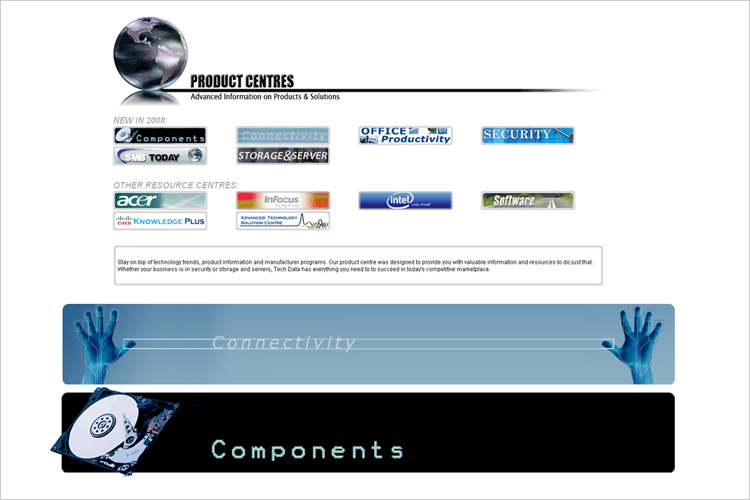 PRODUCT CENTRES
Advanced Information on Products & Solutions
NEW IN 2008:
Components
Connectivity
OFFICE
Productivity
SECURITY
SMB TODAY
STORAGE&SERVER
OTHER RESOURCE CENTRES:
acer
InFocus
The Big Picture
intel
Software
cisco KNOWLEDGE PLUS
ADVANCED TECHNOLOGY
SOLUTION CENTRE
Stay on top of technology trends, product information and manufacturer programs. Our product centre was designed to provide you with valuable information and resources to do just that.
Whether your business is in security or storage and servers, Tech Data has everything you need to to succeed in today's competitive marketplace.
Connectivity
Components